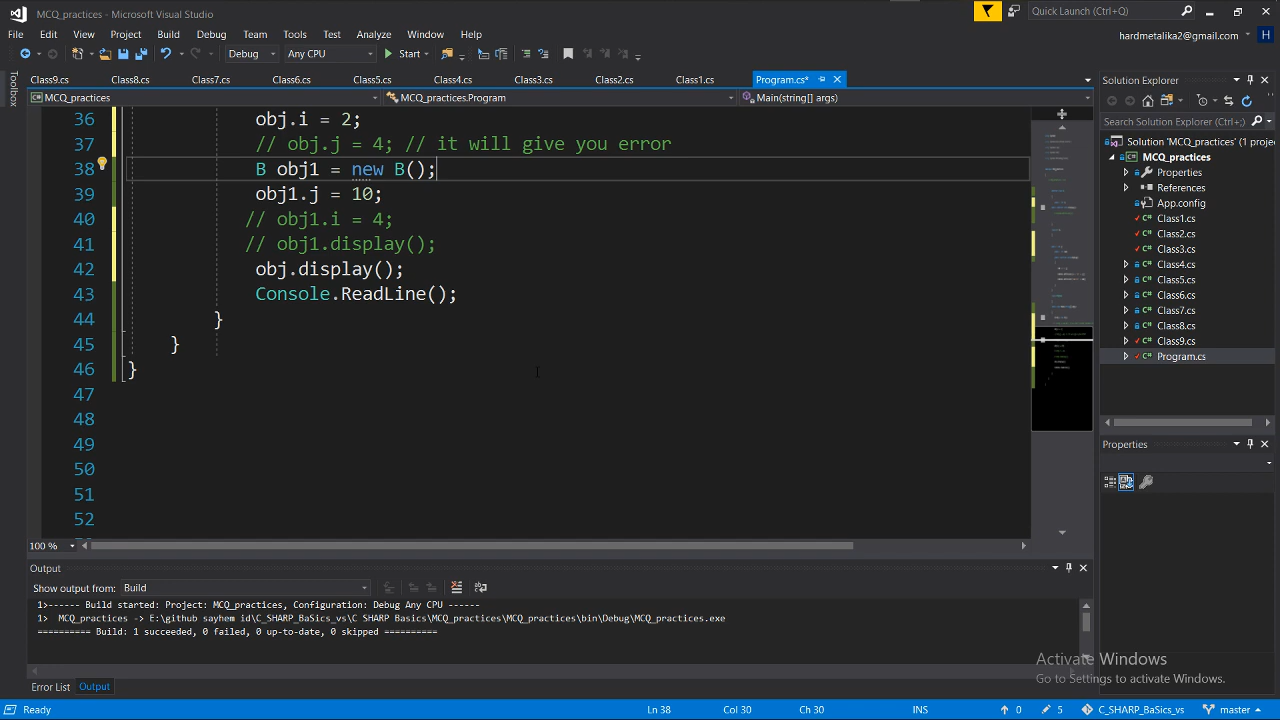 MCQ_practices - Microsoft Visual Studio
Quick Launch (Ctrl+Q)
File Edit View Project Build Debug Team Tools Test Analyze Window Help
hardmetalika2@gmail.com H
Debug Any CPU Start
Toolbox
Class9.cs Class8.cs Class7.cs Class6.cs Class5.cs Class4.cs Class3.cs Class2.cs Class1.cs Program.cs*
MCQ_practices MCQ_practices.Program Main(string[] args)
36 obj.i = 2;
37 // obj.j = 4; // it will give you error
38 B obj1 = new B();
39 obj1.j = 10;
40 // obj1.i = 4;
41 // obj1.display();
42 obj.display();
43 Console.ReadLine();
44 }
45 }
46 }
47
48
49
50
51
52
100 %
Solution Explorer
Search Solution Explorer (Ctrl+;)
Solution 'MCQ_practices' (1 projec
MCQ_practices
Properties
References
App.config
Class1.cs
Class2.cs
Class3.cs
Class4.cs
Class5.cs
Class6.cs
Class7.cs
Class8.cs
Class9.cs
Program.cs
Properties
Output
Show output from: Build
1>------ Build started: Project: MCQ_practices, Configuration: Debug Any CPU ------
1> MCQ_practices -> E:\github sayhem id\C_SHARP_BaSics_vs\C SHARP Basics\MCQ_practices\MCQ_practices\bin\Debug\MCQ_practices.exe
========== Build: 1 succeeded, 0 failed, 0 up-to-date, 0 skipped ==========
Activate Windows
Go to Settings to activate Windows.
Error List Output
Ready Ln 38 Col 30 Ch 30 INS 0 5 C_SHARP_BaSics_vs master